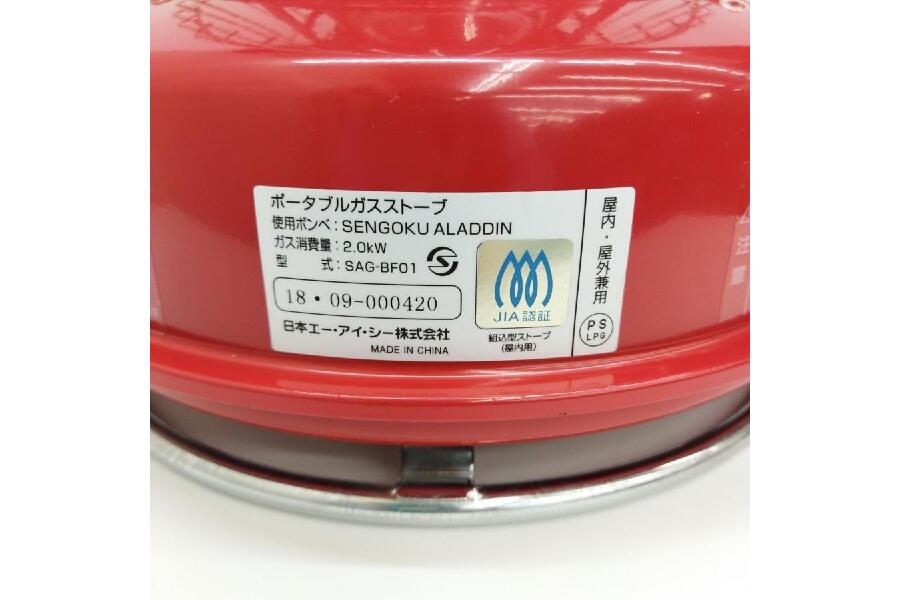 ポータブルガスストーブ
使用ボンベ：SENGOKU ALADDIN
ガス消費量：2.0kW
型 式：SAG-BF01
18・09-000420
日本エー・アイ・シー株式会社
MADE IN CHINA
JIA認証
組込型ストーブ
(屋内用)
屋内・屋外兼用
PS
LPG
注
意